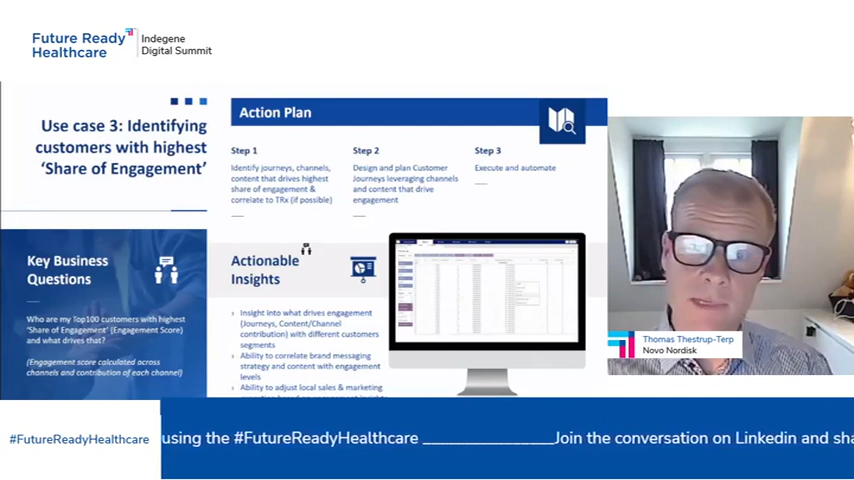 Future Ready
Healthcare
Indegene
Digital Summit
Use case 3: Identifying
customers with highest
‘Share of Engagement’
Key Business
Questions
Who are my Top100 customers with highest
‘Share of Engagement’ (Engagement Score)
and what drives that?
(Engagement score calculated across
channels and contribution of each channel)
Action Plan
Step 1
Identify journeys, channels,
content that drives highest
share of engagement &
correlate to TRx (if possible)
Step 2
Design and plan Customer
Journeys leveraging channels
and content that drive
engagement
Step 3
Execute and automate
Actionable
Insights
› Insight into what drives engagement
(Journeys, Content/Channel
contribution) with different customers
segments
› Ability to correlate brand messaging
strategy and content with engagement
levels
› Ability to adjust local sales & marketing
Thomas Thestrup-Terp
Novo Nordisk
#FutureReadyHealthcare
using the #FutureReadyHealthcare ________________Join the conversation on Linkedin and sha